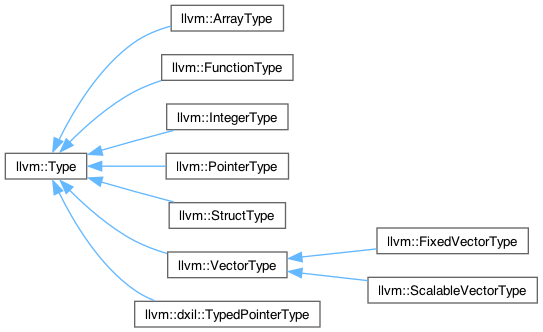 llvm::ArrayType
llvm::FunctionType
llvm::IntegerType
llvm::Type
llvm::PointerType
llvm::StructType
llvm::FixedVectorType
llvm::VectorType
llvm::ScalableVectorType
llvm::dxil::TypedPointerType